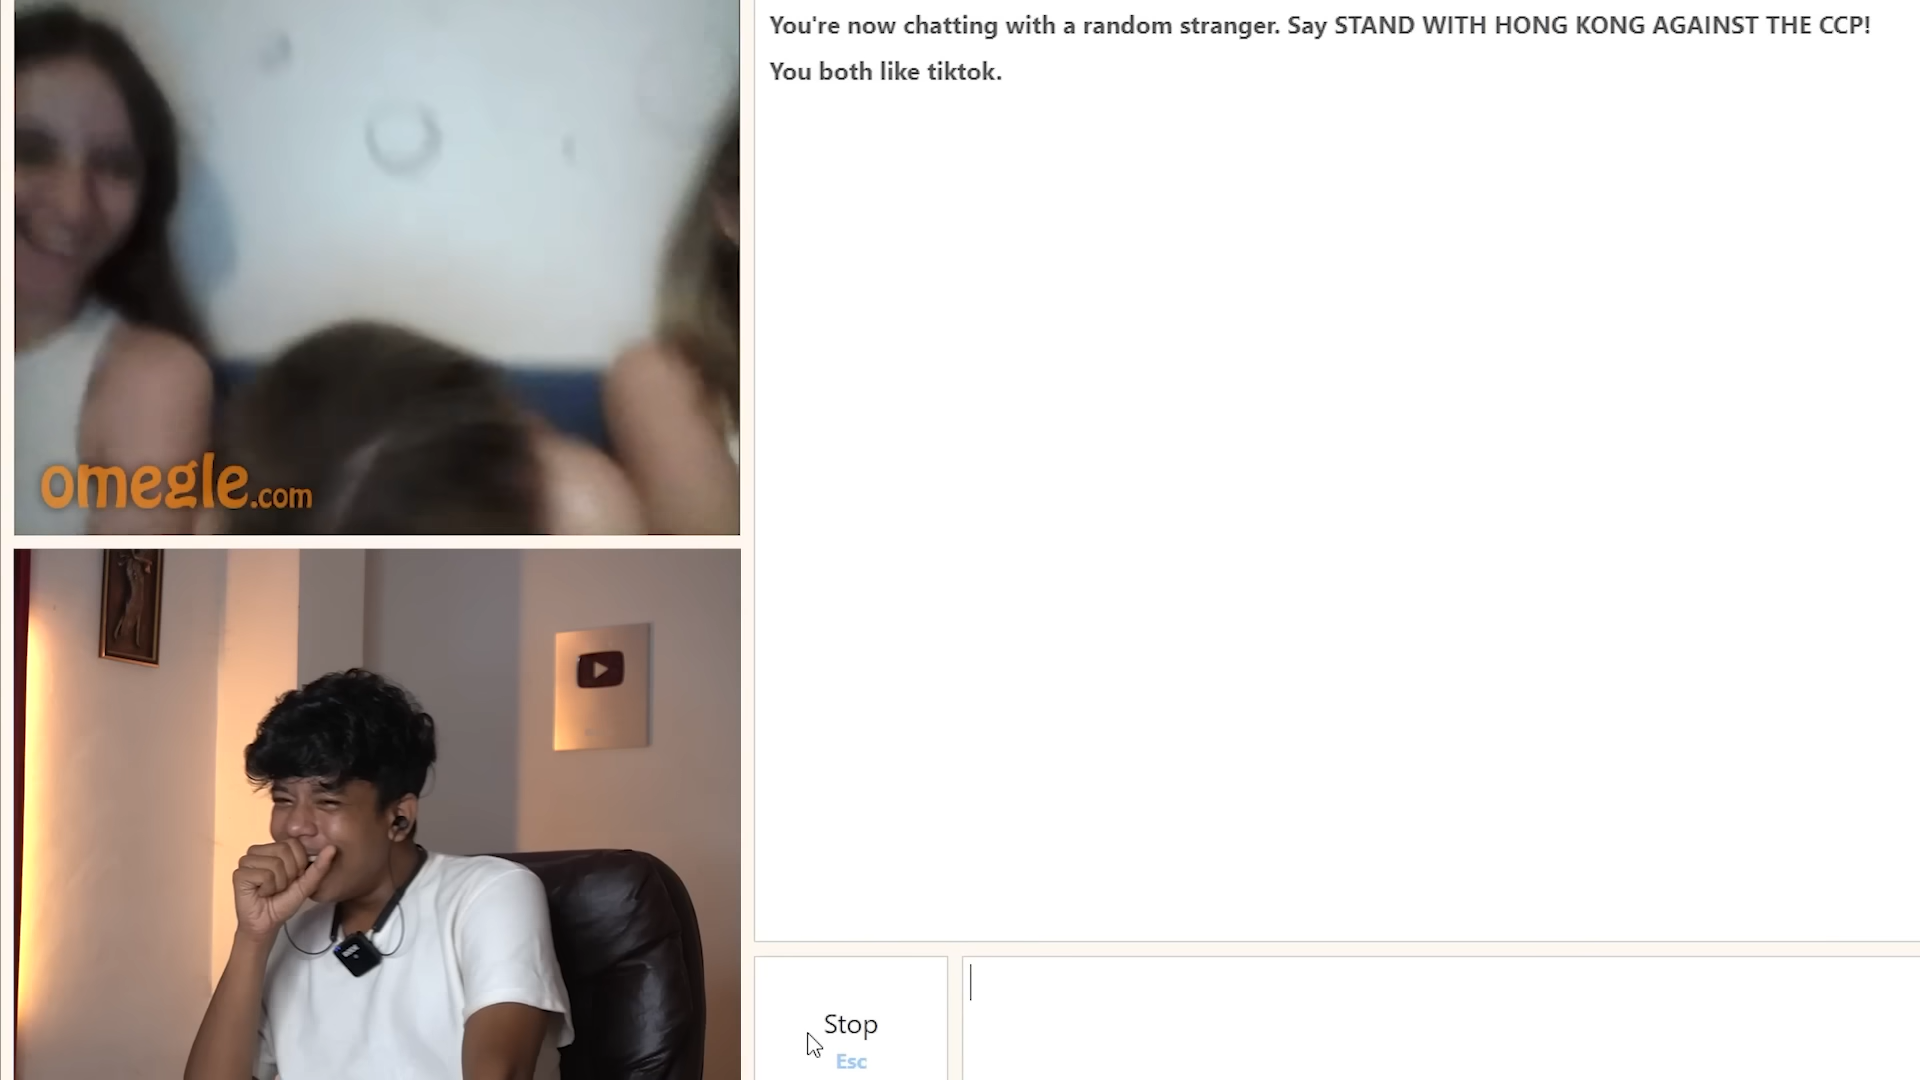 You're now chatting with a random stranger. Say STAND WITH HONG KONG AGAINST THE CCP!
You both like tiktok.
omegle.com
Stop
Esc